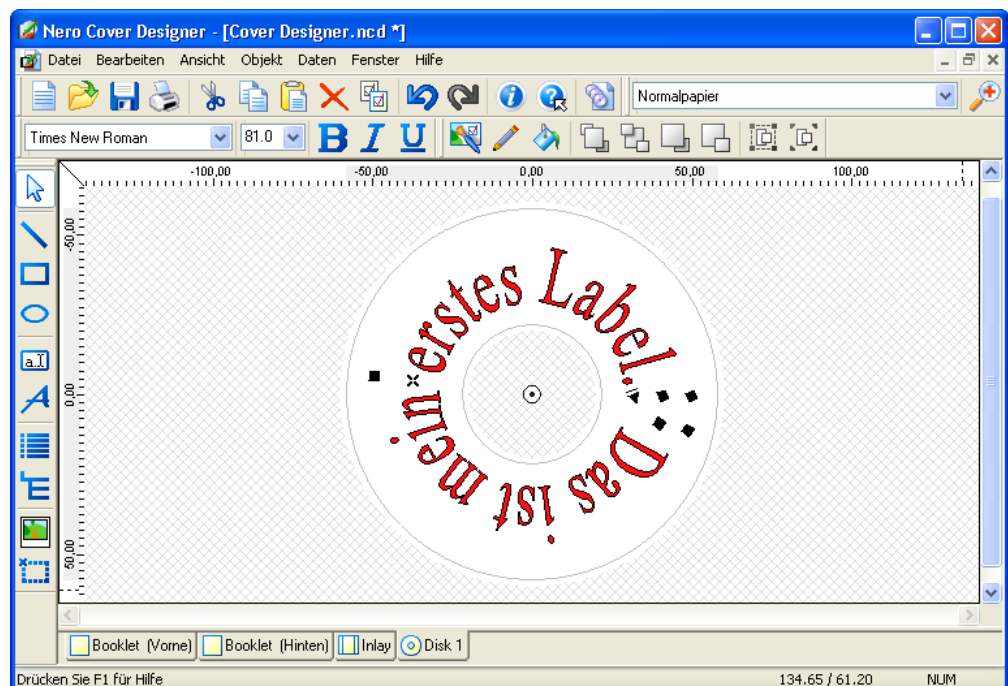 Nero Cover Designer - [Cover Designer.ncd *]
Datei Bearbeiten Ansicht Objekt Daten Fenster Hilfe
Normalpapier
Times New Roman 81.0 B I U
-100,00 -50,00 0,00 50,00 100,00
-50,00
0,00
50,00
a.I
A
E
Das ist mein erstes Label.
Booklet (Vorne) Booklet (Hinten) Inlay Disk 1
Drücken Sie F1 für Hilfe 134.65 / 61.20 NUM